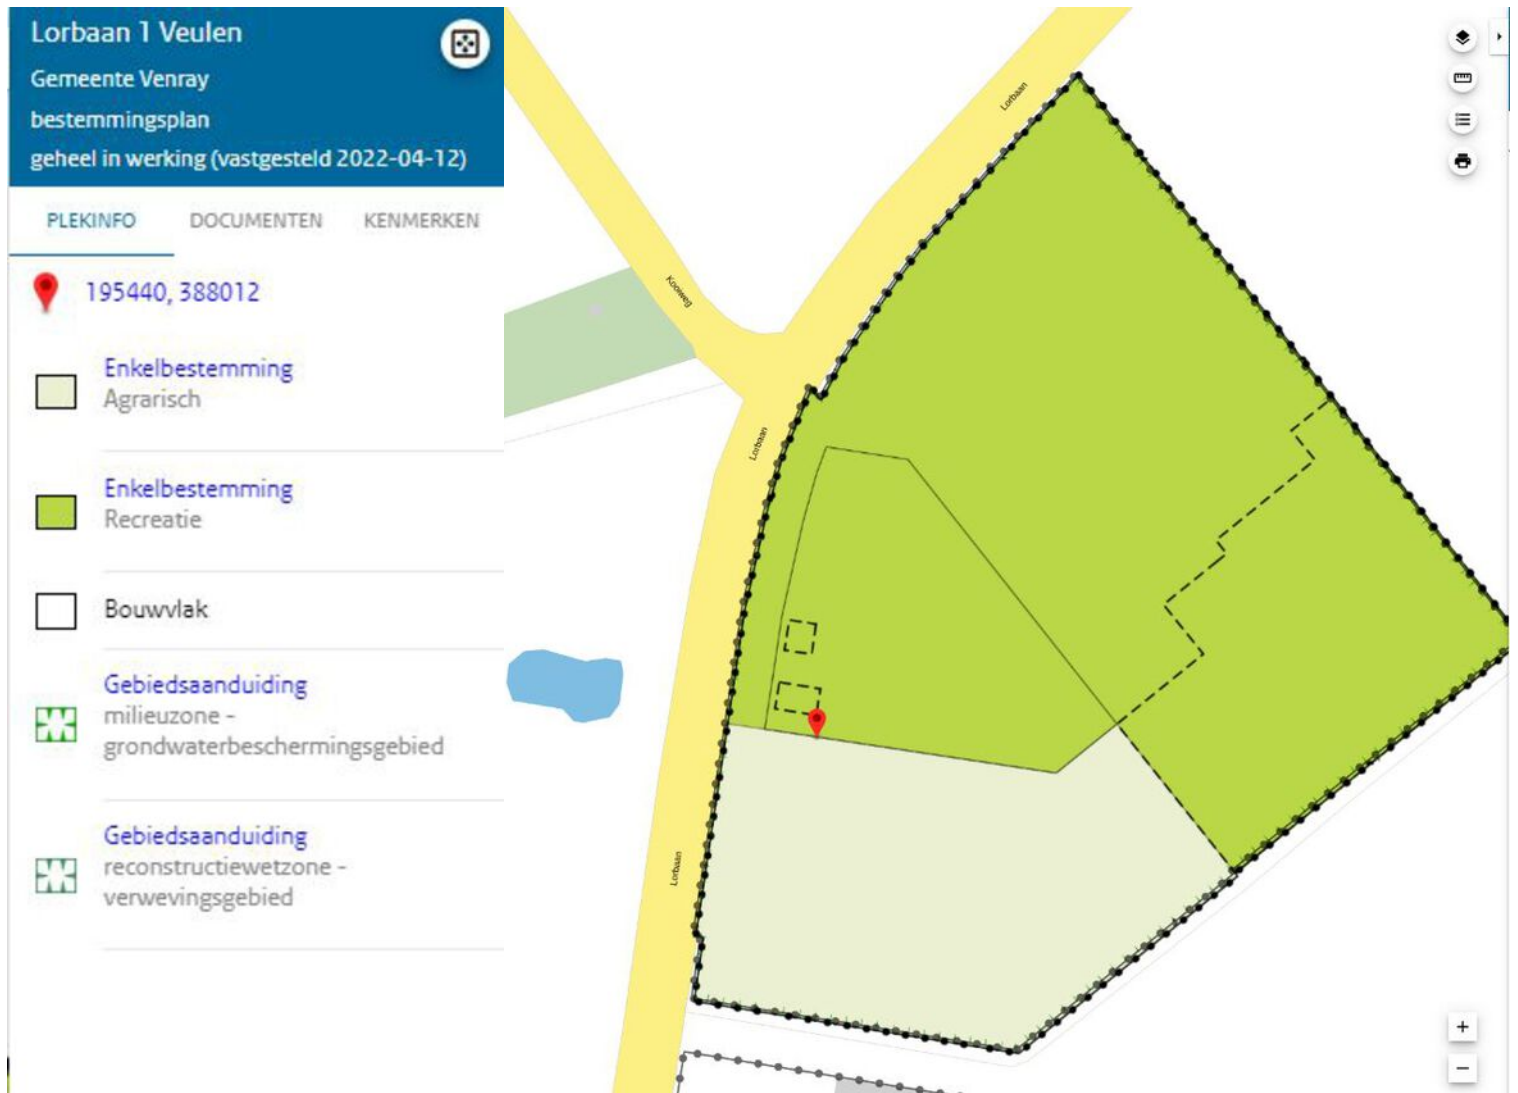 Lorbaan 1 Veulen
Gemeente Venray
bestemmingsplan
geheel in werking (vastgesteld 2022-04-12)
PLEKINFO DOCUMENTEN KENMERKEN
195440, 388012
Enkelbestemming
Agrarisch
Enkelbestemming
Recreatie
Bouwvlak
Gebiedsaanduiding
milieuzone -
grondwaterbeschermingsgebied
Gebiedsaanduiding
reconstructiewetzone -
verwevingsgebied
Lorbaan
Kooiweg
Lorbaan
Lorbaan